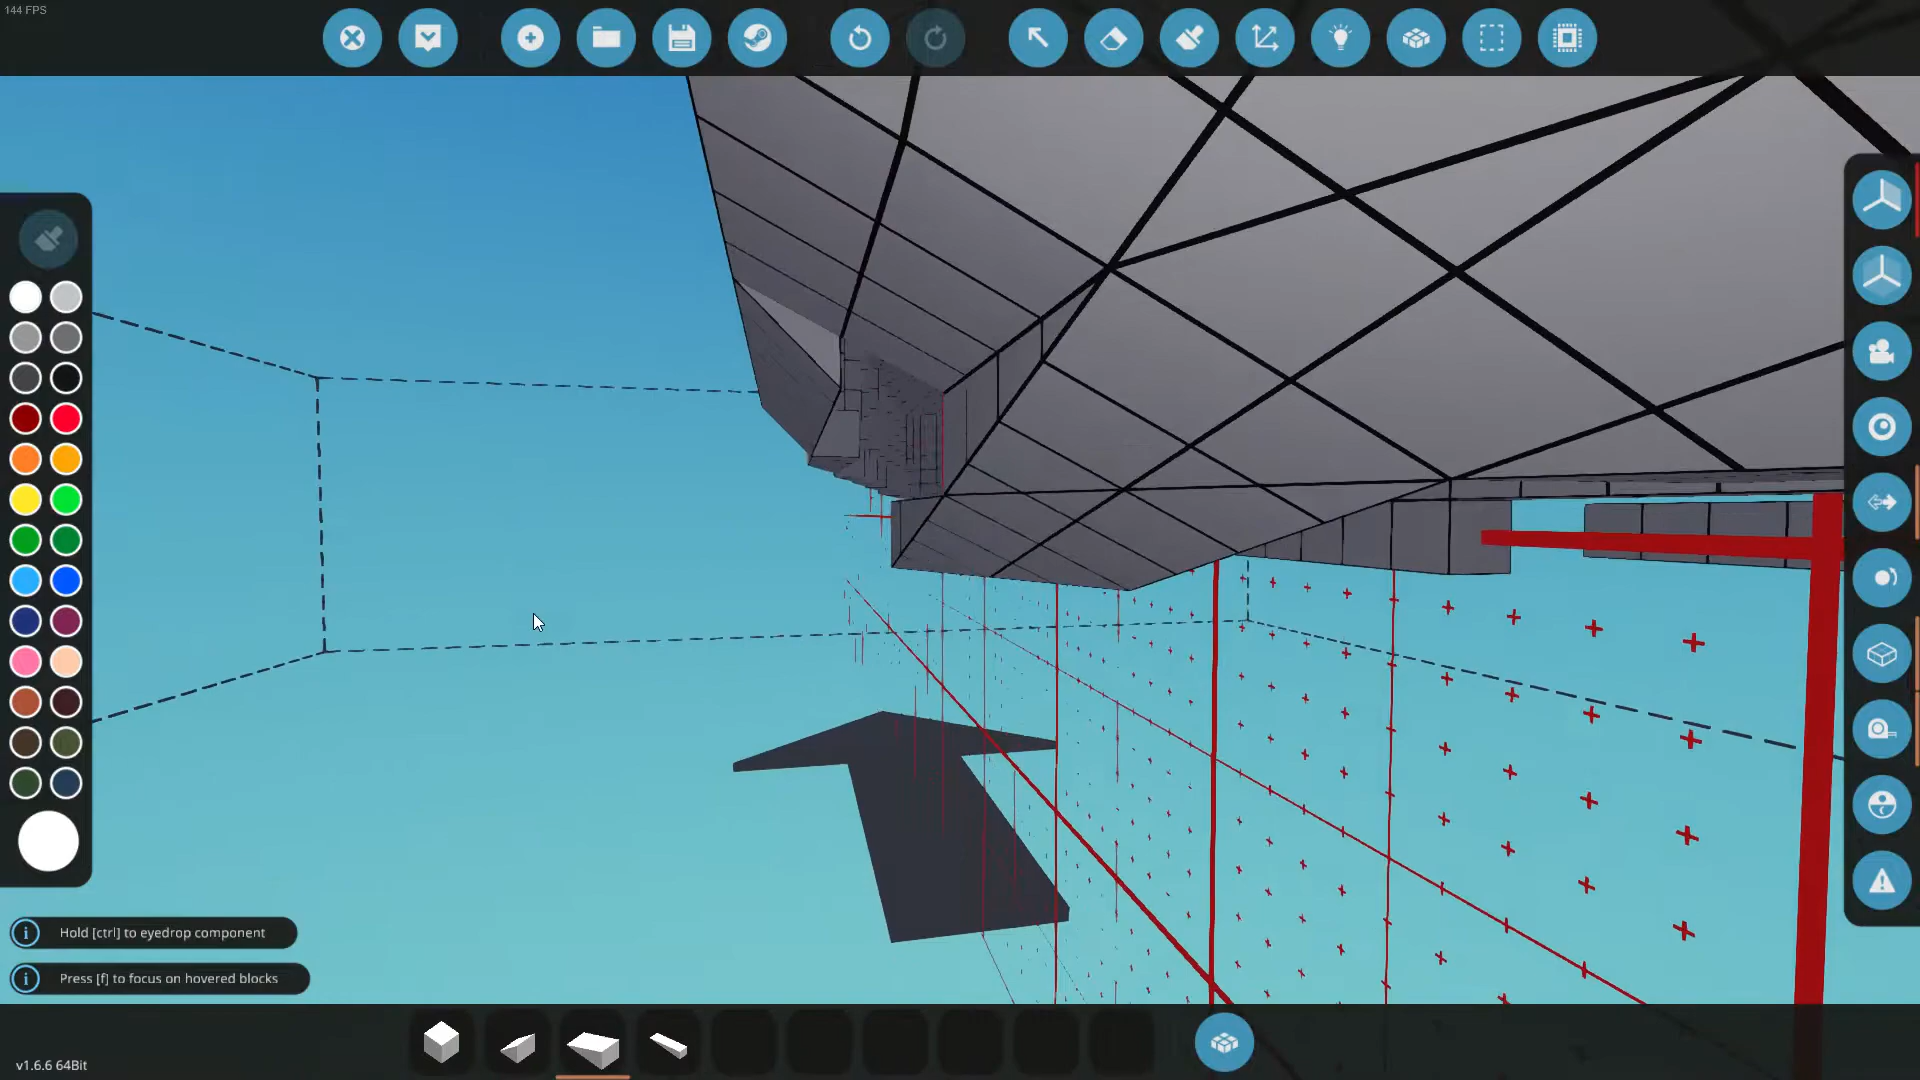 144 FPS
Hold [ctrl] to eyedrop component
Press [f] to focus on hovered blocks
v1.6.6 64Bit